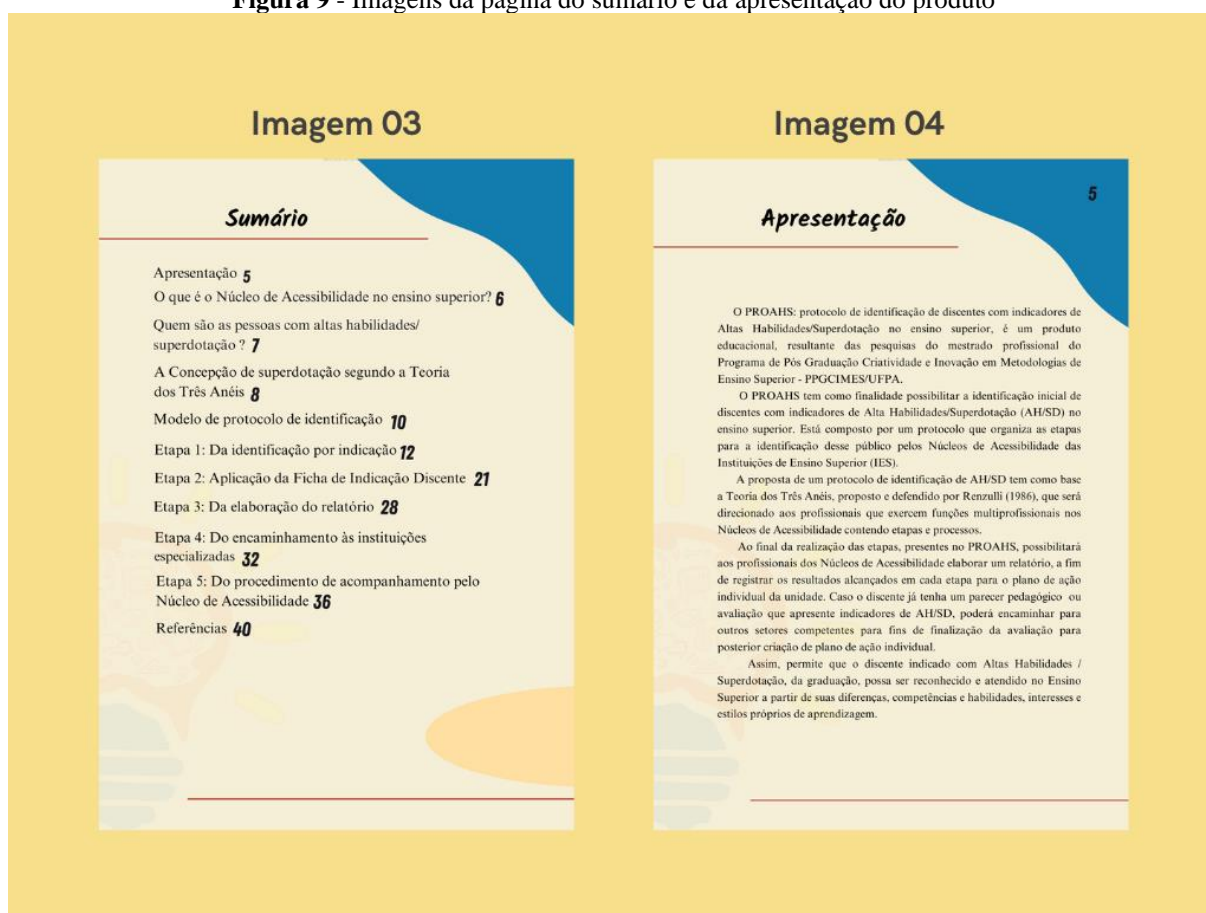 Figura 9 - Imagens da página do sumário e da apresentação do produto
Imagem 03
Sumário
Apresentação 5
O que é o Núcleo de Acessibilidade no ensino superior? 6
Quem são as pessoas com altas habilidades/
superdotação ? 7
A Concepção de superdotação segundo a Teoria
dos Três Anéis 8
Modelo de protocolo de identificação 10
Etapa 1: Da identificação por indicação 12
Etapa 2: Aplicação da Ficha de Indicação Discente 21
Etapa 3: Da elaboração do relatório 28
Etapa 4: Do encaminhamento às instituições
especializadas 32
Etapa 5: Do procedimento de acompanhamento pelo
Núcleo de Acessibilidade 36
Referências 40
Imagem 04
5
Apresentação
O PROAHS: protocolo de identificação de discentes com indicadores de
Altas Habilidades/Superdotação no ensino superior, é um produto
educacional, resultante das pesquisas do mestrado profissional do
Programa de Pós Graduação Criatividade e Inovação em Metodologias de
Ensino Superior - PPGCIMES/UFPA.
O PROAHS tem como finalidade possibilitar a identificação inicial de
discentes com indicadores de Alta Habilidades/Superdotação (AH/SD) no
ensino superior. Está composto por um protocolo que organiza as etapas
para a identificação desse público pelos Núcleos de Acessibilidade das
Instituições de Ensino Superior (IES).
A proposta de um protocolo de identificação de AH/SD tem como base
a Teoria dos Três Anéis, proposto e defendido por Renzulli (1986), que será
direcionado aos profissionais que exercem funções multiprofissionais nos
Núcleos de Acessibilidade contendo etapas e processos.
Ao final da realização das etapas, presentes no PROAHS, possibilitará
aos profissionais dos Núcleos de Acessibilidade elaborar um relatório, a fim
de registrar os resultados alcançados em cada etapa para o plano de ação
individual da unidade. Caso o discente já tenha um parecer pedagógico ou
avaliação que apresente indicadores de AH/SD, poderá encaminhar para
outros setores competentes para fins de finalização da avaliação para
posterior criação de plano de ação individual.
Assim, permite que o discente indicado com Altas Habilidades /
Superdotação, da graduação, possa ser reconhecido e atendido no Ensino
Superior a partir de suas diferenças, competências e habilidades, interesses e
estilos próprios de aprendizagem.